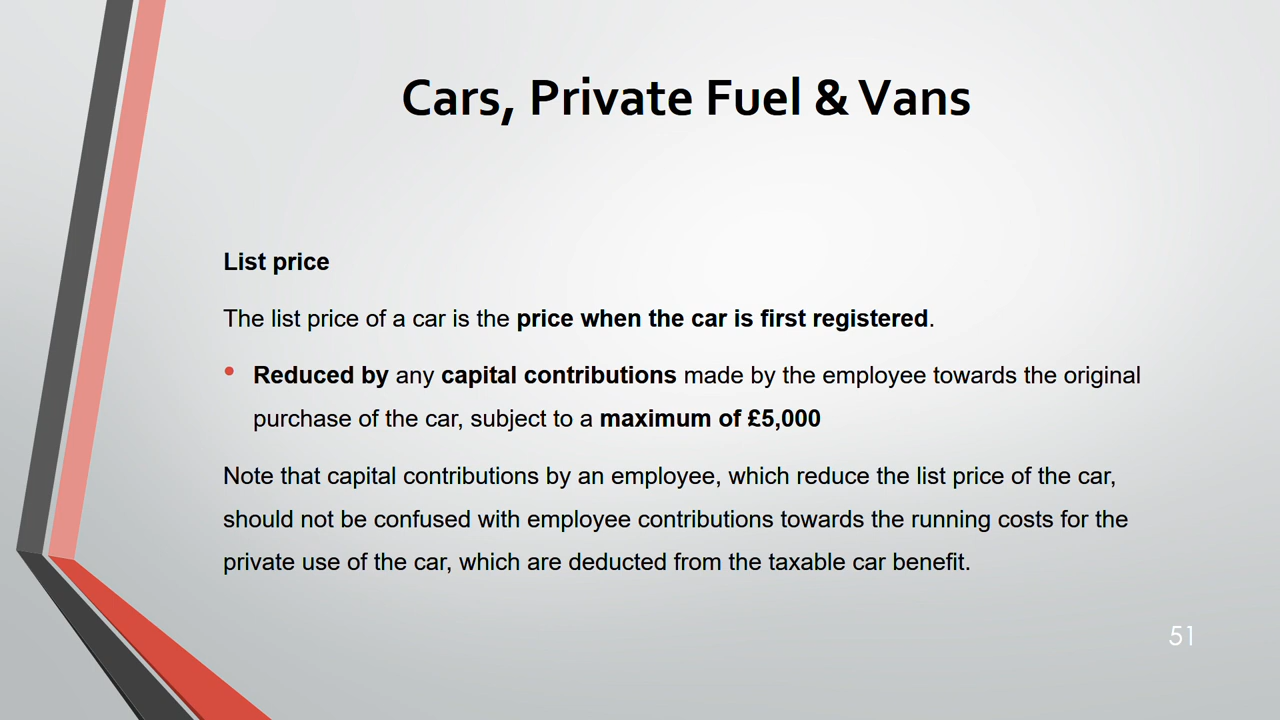 Cars, Private Fuel & Vans
List price
The list price of a car is the price when the car is first registered.
• Reduced by any capital contributions made by the employee towards the original
purchase of the car, subject to a maximum of £5,000
Note that capital contributions by an employee, which reduce the list price of the car,
should not be confused with employee contributions towards the running costs for the
private use of the car, which are deducted from the taxable car benefit.
51